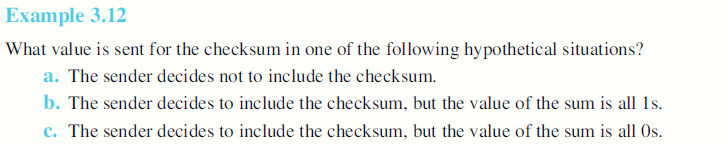 Example 3.12
What value is sent for the checksum in one of the following hypothetical situations?
a. The sender decides not to include the checksum.
b. The sender decides to include the checksum, but the value of the sum is all 1s.
c. The sender decides to include the checksum, but the value of the sum is all 0s.